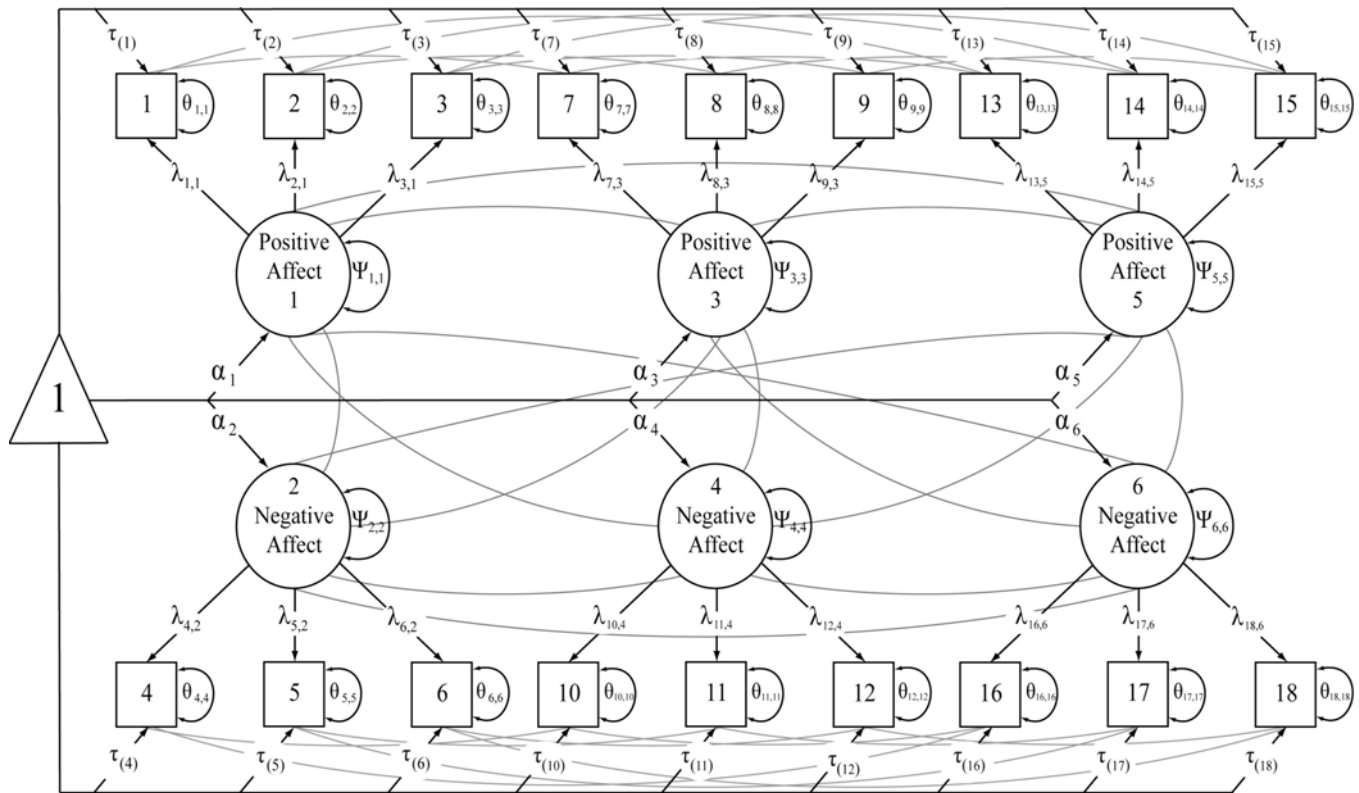 τ(1) τ(2) τ(3) τ(7) τ(8) τ(9) τ(13) τ(14) τ(15)
1 θ1,1 2 θ2,2 3 θ3,3 7 θ7,7 8 θ8,8 9 θ9,9 13 θ13,13 14 θ14,14 15 θ15,15
λ1,1 λ2,1 λ3,1 λ7,3 λ8,3 λ9,3 λ13,5 λ14,5 λ15,5
Positive
Affect
1
Ψ1,1
Positive
Affect
3
Ψ3,3
Positive
Affect
5
Ψ5,5
α1 α3 α5
1
α2 α4 α6
2
Negative
Affect
Ψ2,2
4
Negative
Affect
Ψ4,4
6
Negative
Affect
Ψ6,6
λ4,2 λ5,2 λ6,2 λ10,4 λ11,4 λ12,4 λ16,6 λ17,6 λ18,6
4 θ4,4 5 θ5,5 6 θ6,6 10 θ10,10 11 θ11,11 12 θ12,12 16 θ16,16 17 θ17,17 18 θ18,18
τ(4) τ(5) τ(6) τ(10) τ(11) τ(12) τ(16) τ(17) τ(18)